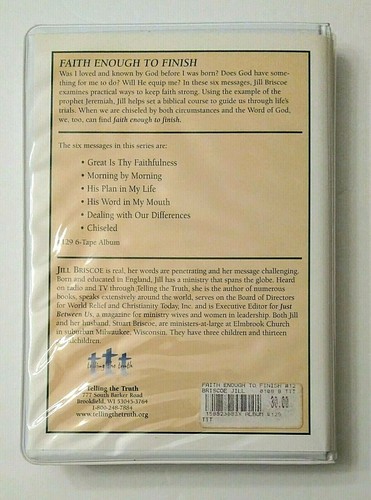 FAITH ENOUGH TO FINISH
Was I loved and known by God before I was born? Does God have some-
thing for me to do? Will He equip me? In these six messages, Jill Briscoe
examines practical ways to keep faith strong. Using the example of the
prophet Jeremiah, Jill helps set a biblical course to guide us through life's
trials. When we are chiseled by both circumstances and the Word of God,
we, too, can find faith enough to finish.
The six messages in this series are:
• Great Is Thy Faithfulness
• Morning by Morning
• His Plan in My Life
• His Word in My Mouth
• Dealing with Our Differences
• Chiseled
#129 6-Tape Album
JILL BRISCOE is real, her words are penetrating and her message challenging.
Born and educated in England, Jill has a ministry that spans the globe. Heard
on radio and TV through Telling the Truth, she is the author of numerous
books, speaks extensively around the world, serves on the Board of Directors
for World Relief and Christianity Today, Inc. and is Executive Editor for Just
Between Us, a magazine for ministry wives and women in leadership. Both Jill
and her husband, Stuart Briscoe, are ministers-at-large at Elmbrook Church
in suburban Milwaukee, Wisconsin. They have three children and thirteen
grandchildren.
telling the truth
Telling the Truth
777 South Barker Road
Brookfield, WI 53045-3764
1-800-248-7884
www.tellingthetruth.org
FAITH ENOUGH TO FINISH #12
BRISCOE JILL
30.00
ALBUM
TTT